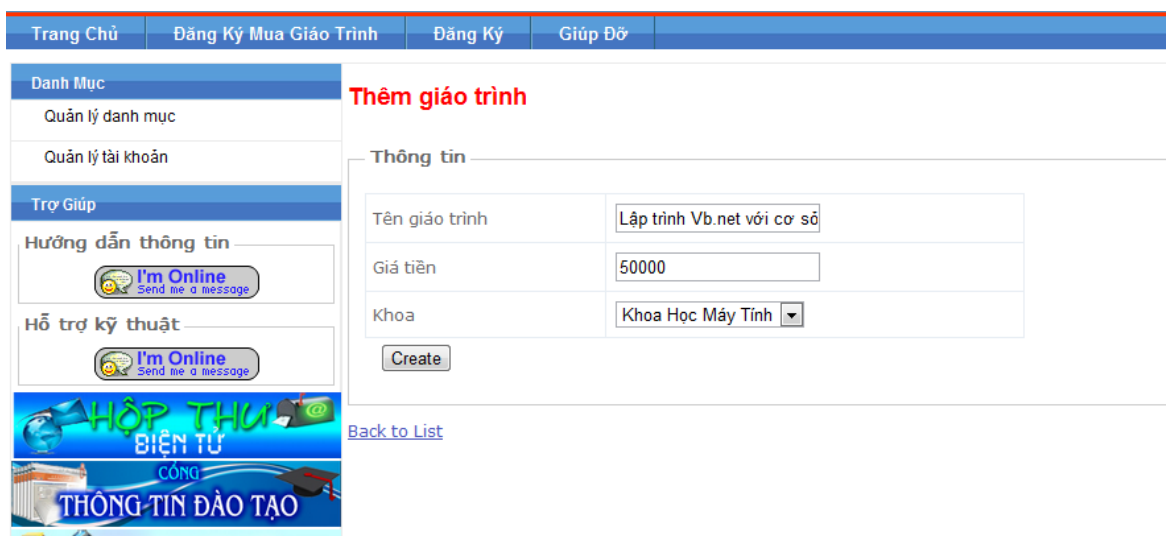 Trang Chủ Đăng Ký Mua Giáo Trình Đăng Ký Giúp Đỡ
Danh Mục
Quản lý danh mục
Quản lý tài khoản
Trợ Giúp
Hướng dẫn thông tin
I'm Online
Send me a message
Hỗ trợ kỹ thuật
I'm Online
Send me a message
HỘP THƯ
ĐIỆN TỬ
CỔNG
THÔNG TIN ĐÀO TẠO
Thêm giáo trình
Thông tin
Tên giáo trình Lập trình Vb.net với cơ sở
Giá tiền 50000
Khoa Khoa Học Máy Tính
Create
Back to List